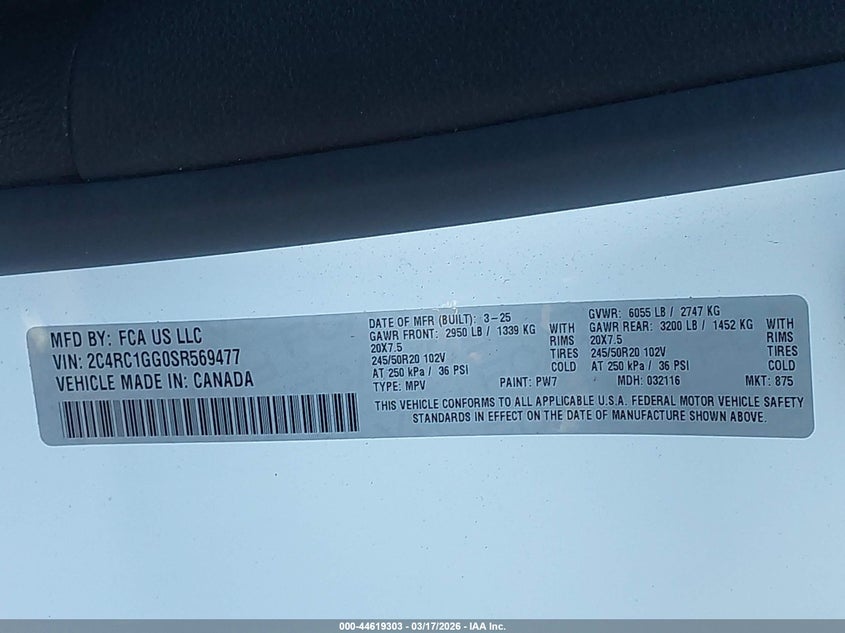 MFD BY: FCA US LLC
VIN: 2C4RC1GG0SR569477
VEHICLE MADE IN: CANADA
DATE OF MFR (BUILT): 3-25
GAWR FRONT: 2950 LB / 1339 KG WITH
20X7.5 RIMS
245/50R20 102V TIRES
AT 250 kPa / 36 PSI COLD
TYPE: MPV PAINT: PW7
GVWR: 6055 LB / 2747 KG
GAWR REAR: 3200 LB / 1452 KG WITH
20X7.5 RIMS
245/50R20 102V TIRES
AT 250 kPa / 36 PSI COLD
MDH: 032116 MKT: 875
THIS VEHICLE CONFORMS TO ALL APPLICABLE U.S.A. FEDERAL MOTOR VEHICLE SAFETY
STANDARDS IN EFFECT ON THE DATE OF MANUFACTURE SHOWN ABOVE.
000-44619303 - 03/17/2026 - IAA Inc.